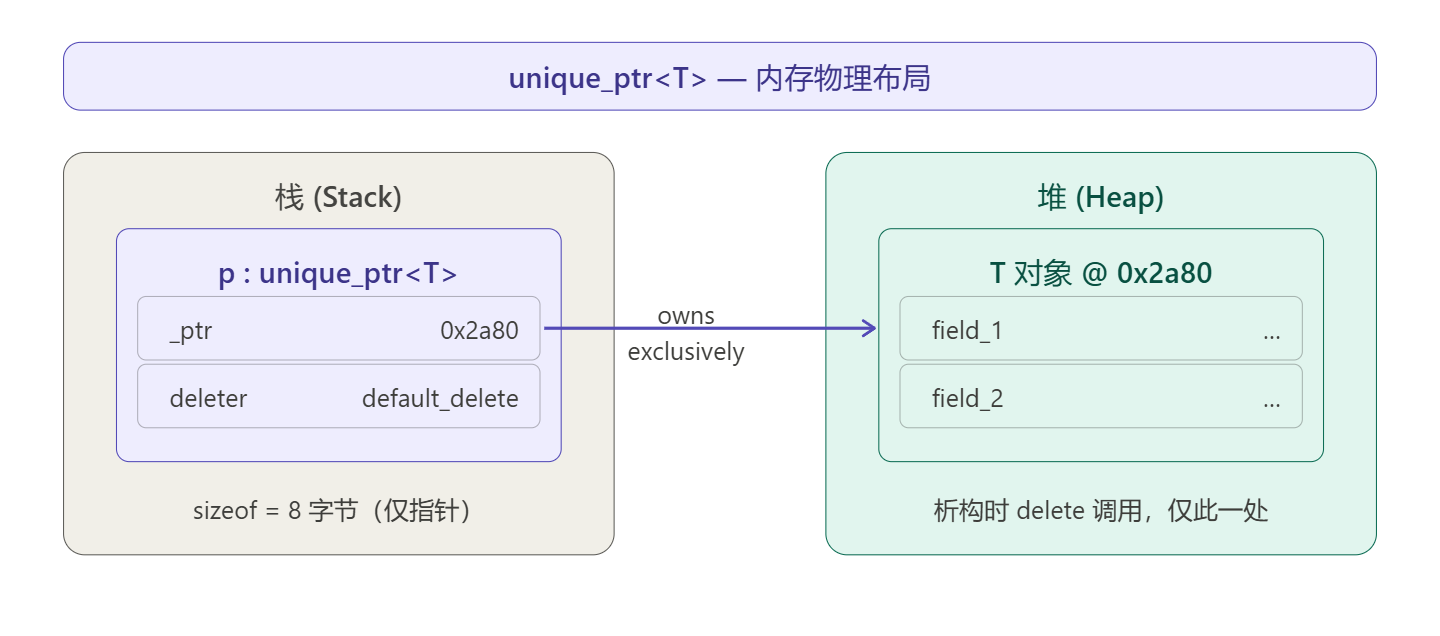 unique_ptr<T> — 内存物理布局
栈 (Stack)
p : unique_ptr<T>
_ptr 0x2a80
deleter default_delete
sizeof = 8 字节（仅指针）
owns
exclusively
堆 (Heap)
T 对象 @ 0x2a80
field_1 ...
field_2 ...
析构时 delete 调用，仅此一处